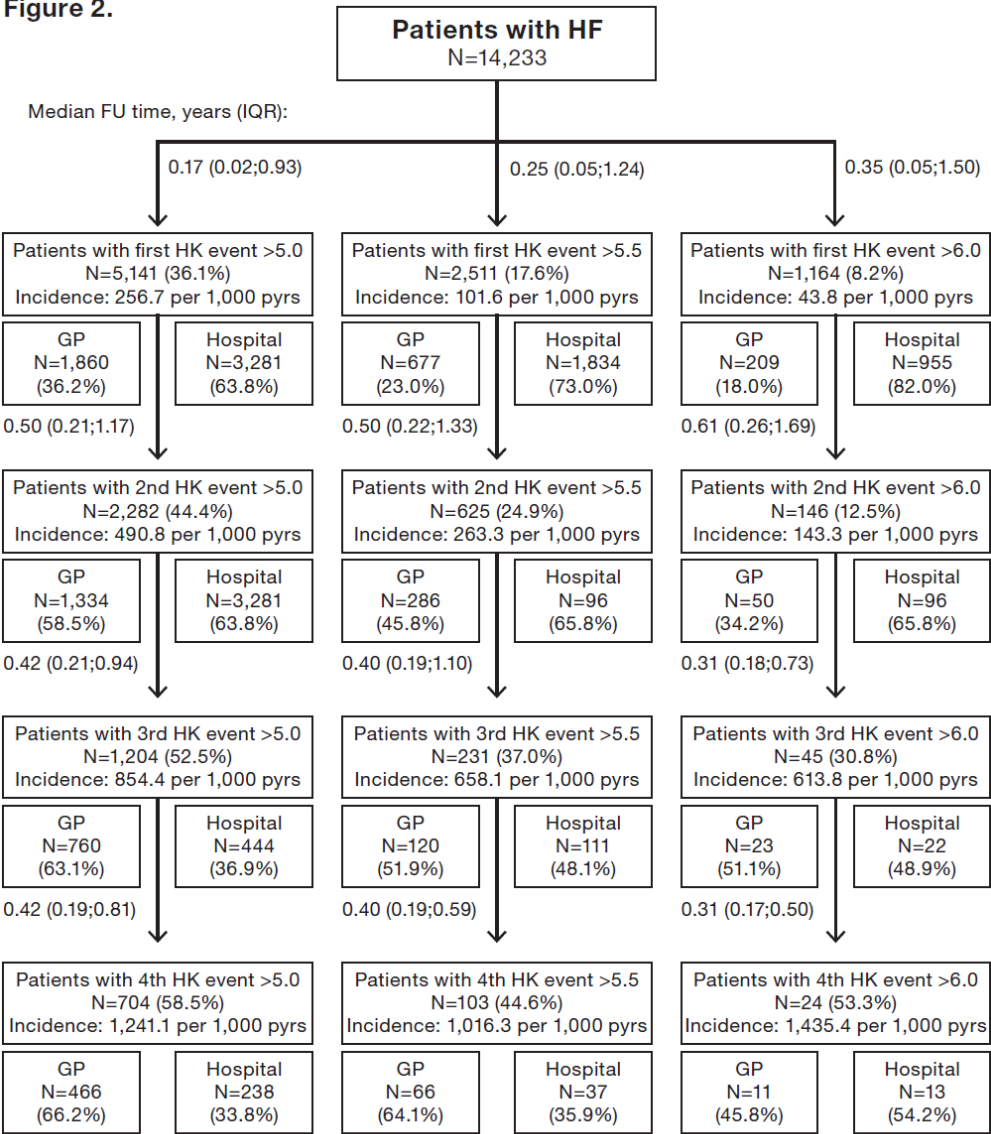 Figure 2.
Patients with HF
N=14,233
Median FU time, years (IQR):
0.17 (0.02;0.93)
0.25 (0.05;1.24)
0.35 (0.05;1.50)
Patients with first HK event >5.0
N=5,141 (36.1%)
Incidence: 256.7 per 1,000 pyrs
Patients with first HK event >5.5
N=2,511 (17.6%)
Incidence: 101.6 per 1,000 pyrs
Patients with first HK event >6.0
N=1,164 (8.2%)
Incidence: 43.8 per 1,000 pyrs
GP
N=1,860
(36.2%)
Hospital
N=3,281
(63.8%)
GP
N=677
(23.0%)
Hospital
N=1,834
(73.0%)
GP
N=209
(18.0%)
Hospital
N=955
(82.0%)
0.50 (0.21;1.17)
0.50 (0.22;1.33)
0.61 (0.26;1.69)
Patients with 2nd HK event >5.0
N=2,282 (44.4%)
Incidence: 490.8 per 1,000 pyrs
Patients with 2nd HK event >5.5
N=625 (24.9%)
Incidence: 263.3 per 1,000 pyrs
Patients with 2nd HK event >6.0
N=146 (12.5%)
Incidence: 143.3 per 1,000 pyrs
GP
N=1,334
(58.5%)
Hospital
N=3,281
(63.8%)
GP
N=286
(45.8%)
Hospital
N=96
(65.8%)
GP
N=50
(34.2%)
Hospital
N=96
(65.8%)
0.42 (0.21;0.94)
0.40 (0.19;1.10)
0.31 (0.18;0.73)
Patients with 3rd HK event >5.0
N=1,204 (52.5%)
Incidence: 854.4 per 1,000 pyrs
Patients with 3rd HK event >5.5
N=231 (37.0%)
Incidence: 658.1 per 1,000 pyrs
Patients with 3rd HK event >6.0
N=45 (30.8%)
Incidence: 613.8 per 1,000 pyrs
GP
N=760
(63.1%)
Hospital
N=444
(36.9%)
GP
N=120
(51.9%)
Hospital
N=111
(48.1%)
GP
N=23
(51.1%)
Hospital
N=22
(48.9%)
0.42 (0.19;0.81)
0.40 (0.19;0.59)
0.31 (0.17;0.50)
Patients with 4th HK event >5.0
N=704 (58.5%)
Incidence: 1,241.1 per 1,000 pyrs
Patients with 4th HK event >5.5
N=103 (44.6%)
Incidence: 1,016.3 per 1,000 pyrs
Patients with 4th HK event >6.0
N=24 (53.3%)
Incidence: 1,435.4 per 1,000 pyrs
GP
N=466
(66.2%)
Hospital
N=238
(33.8%)
GP
N=66
(64.1%)
Hospital
N=37
(35.9%)
GP
N=11
(45.8%)
Hospital
N=13
(54.2%)